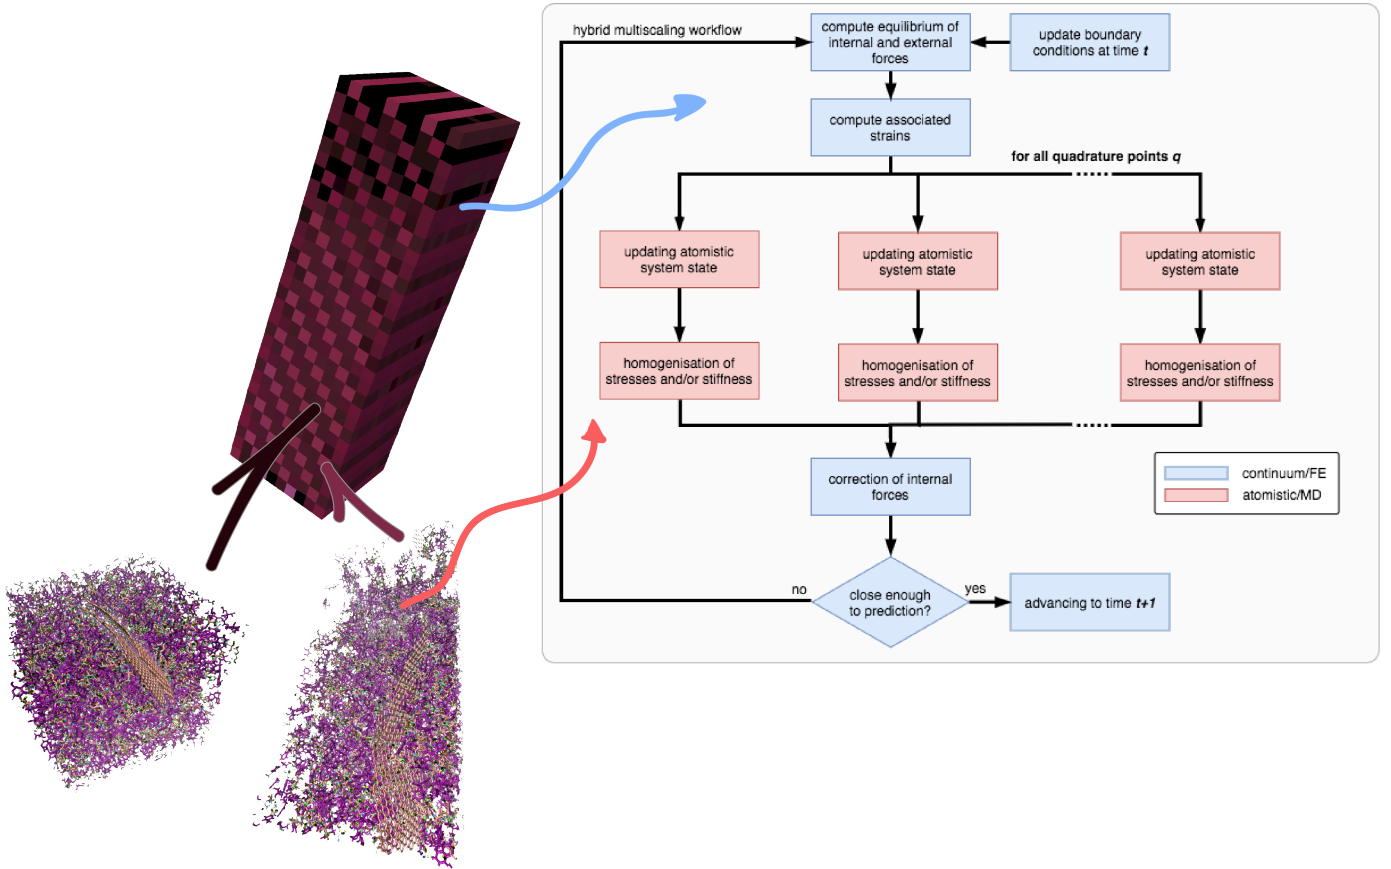 hybrid multiscaling workflow
compute equilibrium of
internal and external
forces
update boundary
conditions at time t
compute associated
strains
for all quadrature points q
updating atomistic
system state
updating atomistic
system state
updating atomistic
system state
homogenisation of
stresses and/or stiffness
homogenisation of
stresses and/or stiffness
homogenisation of
stresses and/or stiffness
correction of internal
forces
continuum/FE
atomistic/MD
no
close enough
to prediction?
yes
advancing to time t+1